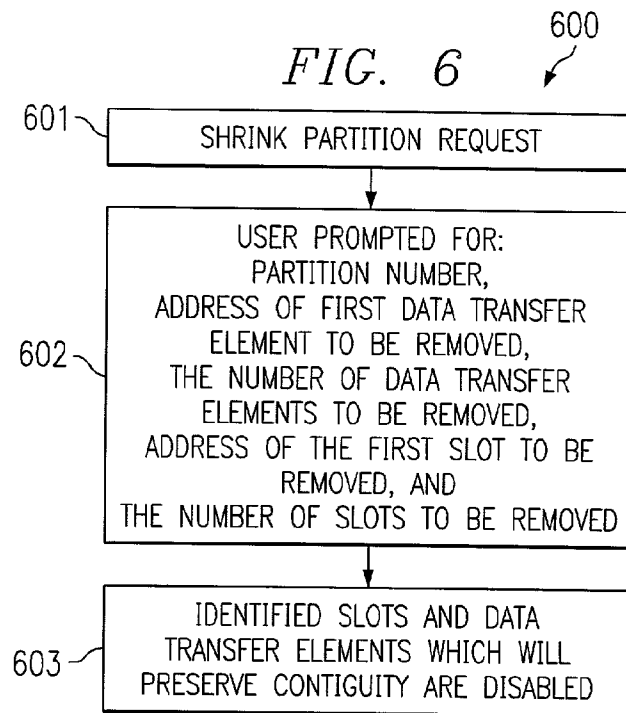 600
FIG. 6
601
SHRINK PARTITION REQUEST
602
USER PROMPTED FOR:
PARTITION NUMBER,
ADDRESS OF FIRST DATA TRANSFER
ELEMENT TO BE REMOVED,
THE NUMBER OF DATA TRANSFER
ELEMENTS TO BE REMOVED,
ADDRESS OF THE FIRST SLOT TO BE
REMOVED, AND
THE NUMBER OF SLOTS TO BE REMOVED
603
IDENTIFIED SLOTS AND DATA
TRANSFER ELEMENTS WHICH WILL
PRESERVE CONTIGUITY ARE DISABLED